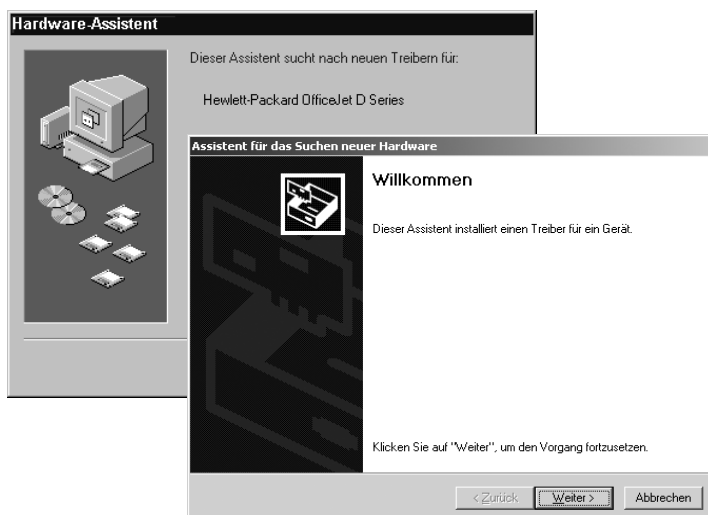 Hardware-Assistent
Dieser Assistent sucht nach neuen Treibern für:
Hewlett-Packard OfficeJet D Series
Assistent für das Suchen neuer Hardware
Willkommen
Dieser Assistent installiert einen Treiber für ein Gerät.
Klicken Sie auf "Weiter", um den Vorgang fortzusetzen.
< Zurück Weiter > Abbrechen